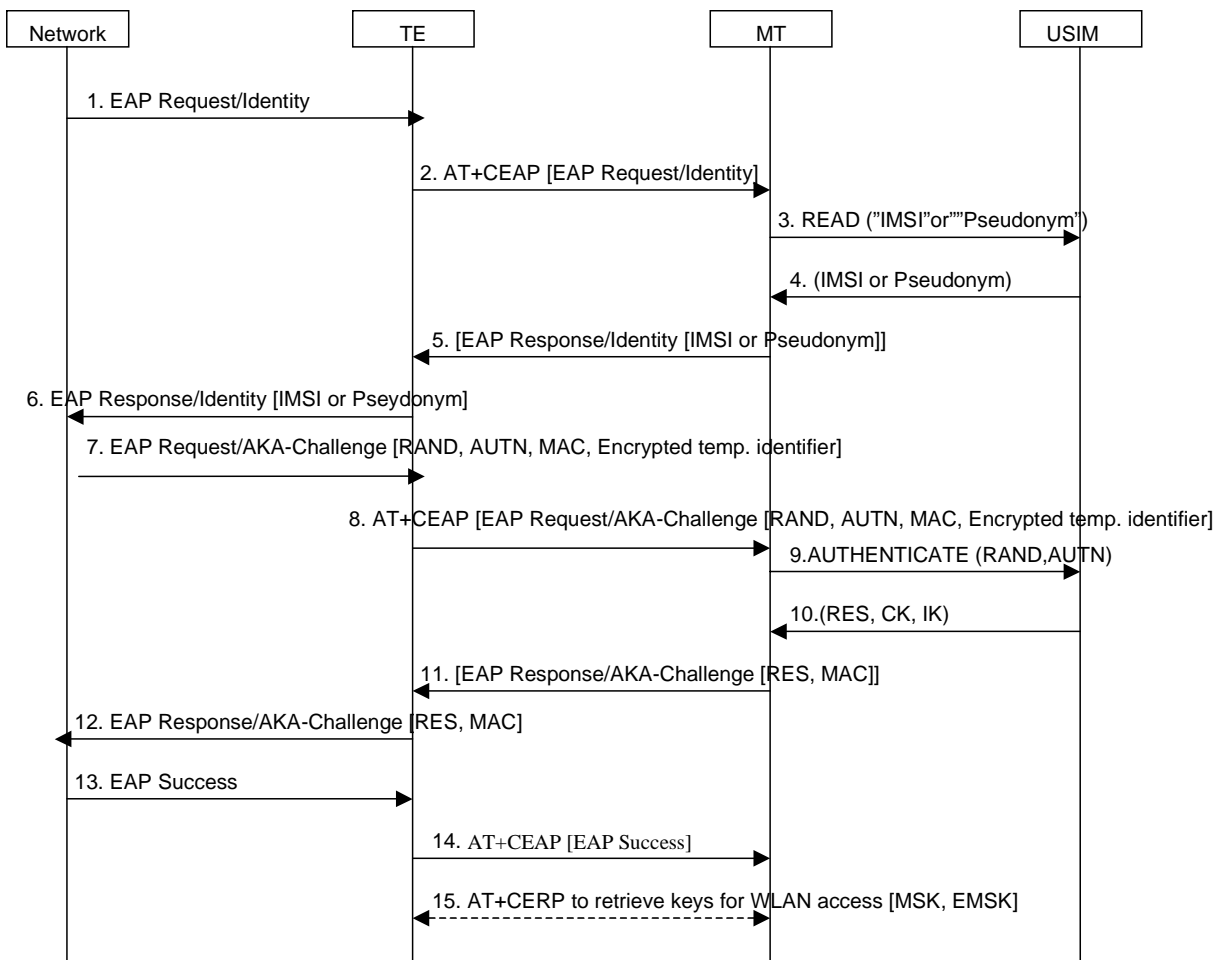 Network
TE
MT
USIM
1. EAP Request/Identity
2. AT+CEAP [EAP Request/Identity]
3. READ ("IMSI"or""Pseudonym")
4. (IMSI or Pseudonym)
5. [EAP Response/Identity [IMSI or Pseudonym]]
6. EAP Response/Identity [IMSI or Pseydonym]
7. EAP Request/AKA-Challenge [RAND, AUTN, MAC, Encrypted temp. identifier]
8. AT+CEAP [EAP Request/AKA-Challenge [RAND, AUTN, MAC, Encrypted temp. identifier]
9.AUTHENTICATE (RAND,AUTN)
10.(RES, CK, IK)
11. [EAP Response/AKA-Challenge [RES, MAC]]
12. EAP Response/AKA-Challenge [RES, MAC]
13. EAP Success
14. AT+CEAP [EAP Success]
15. AT+CERP to retrieve keys for WLAN access [MSK, EMSK]